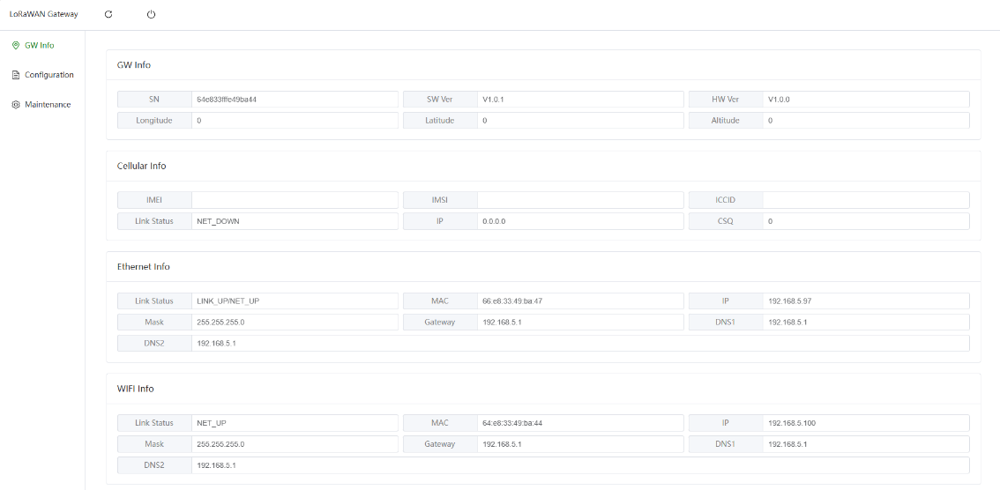 LoRaWAN Gateway
GW Info
Configuration
Maintenance
GW Info
SN 64e833fffe49ba44 SW Ver V1.0.1 HW Ver V1.0.0
Longitude 0 Latitude 0 Altitude 0
Cellular Info
IMEI IMSI ICCID
Link Status NET_DOWN IP 0.0.0.0 CSQ 0
Ethernet Info
Link Status LINK_UP/NET_UP MAC 66:e8:33:49:ba:47 IP 192.168.5.97
Mask 255.255.255.0 Gateway 192.168.5.1 DNS1 192.168.5.1
DNS2 192.168.5.1
WIFI Info
Link Status NET_UP MAC 64:e8:33:49:ba:44 IP 192.168.5.100
Mask 255.255.255.0 Gateway 192.168.5.1 DNS1 192.168.5.1
DNS2 192.168.5.1